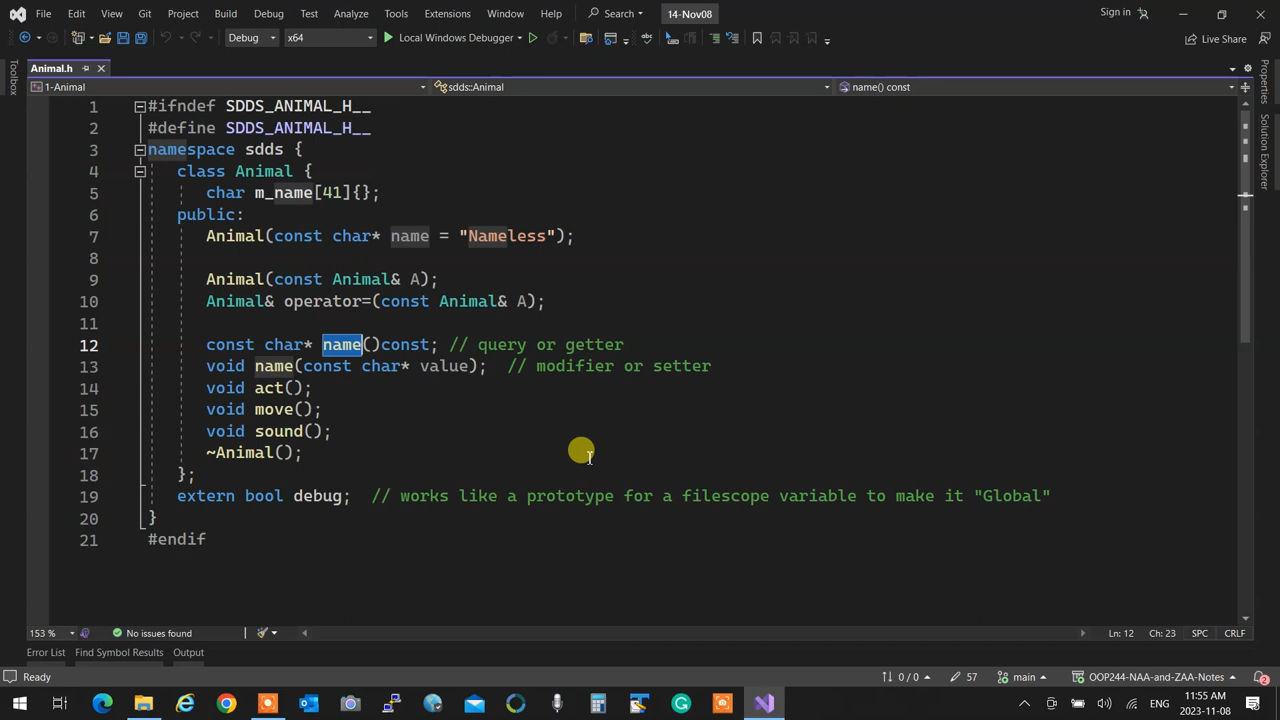 File Edit View Git Project Build Debug Test Analyze Tools Extensions Window Help Search 14-Nov08 Sign in
Debug x64 Local Windows Debugger Live Share
Toolbox
Animal.h
1-Animal sdds::Animal name() const
Properties
Solution Explorer
1 #ifndef SDDS_ANIMAL_H__
2 #define SDDS_ANIMAL_H__
3 namespace sdds {
4 class Animal {
5 char m_name[41]{};
6 public:
7 Animal(const char* name = "Nameless");
8
9 Animal(const Animal& A);
10 Animal& operator=(const Animal& A);
11
12 const char* name()const; // query or getter
13 void name(const char* value); // modifier or setter
14 void act();
15 void move();
16 void sound();
17 ~Animal();
18 };
19 extern bool debug; // works like a prototype for a filescope variable to make it "Global"
20 }
21 #endif
153 % No issues found Ln: 12 Ch: 23 SPC CRLF
Error List Find Symbol Results Output
Ready 0 / 0 57 main OOP244-NAA-and-ZAA-Notes 2
11:55 AM
2023-11-08